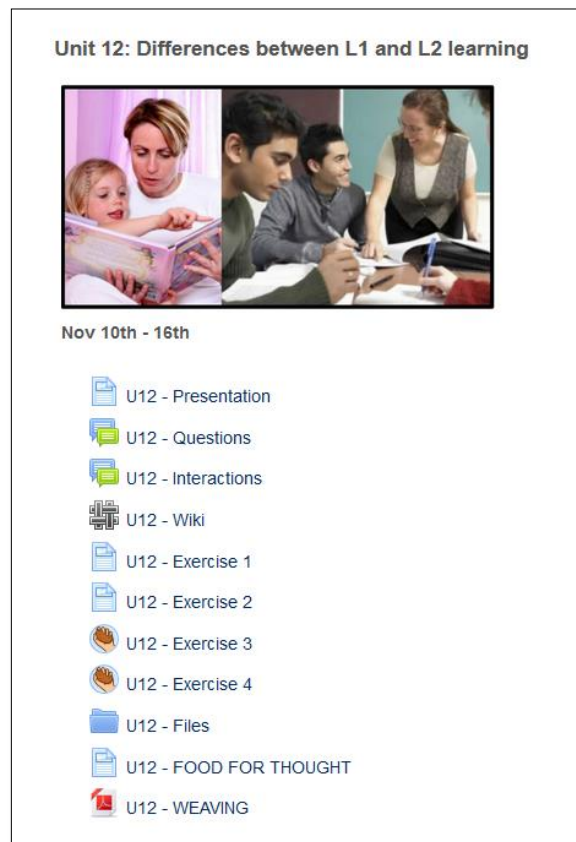 Unit 12: Differences between L1 and L2 learning
Nov 10th - 16th
U12 - Presentation
U12 - Questions
U12 - Interactions
U12 - Wiki
U12 - Exercise 1
U12 - Exercise 2
U12 - Exercise 3
U12 - Exercise 4
U12 - Files
U12 - FOOD FOR THOUGHT
U12 - WEAVING